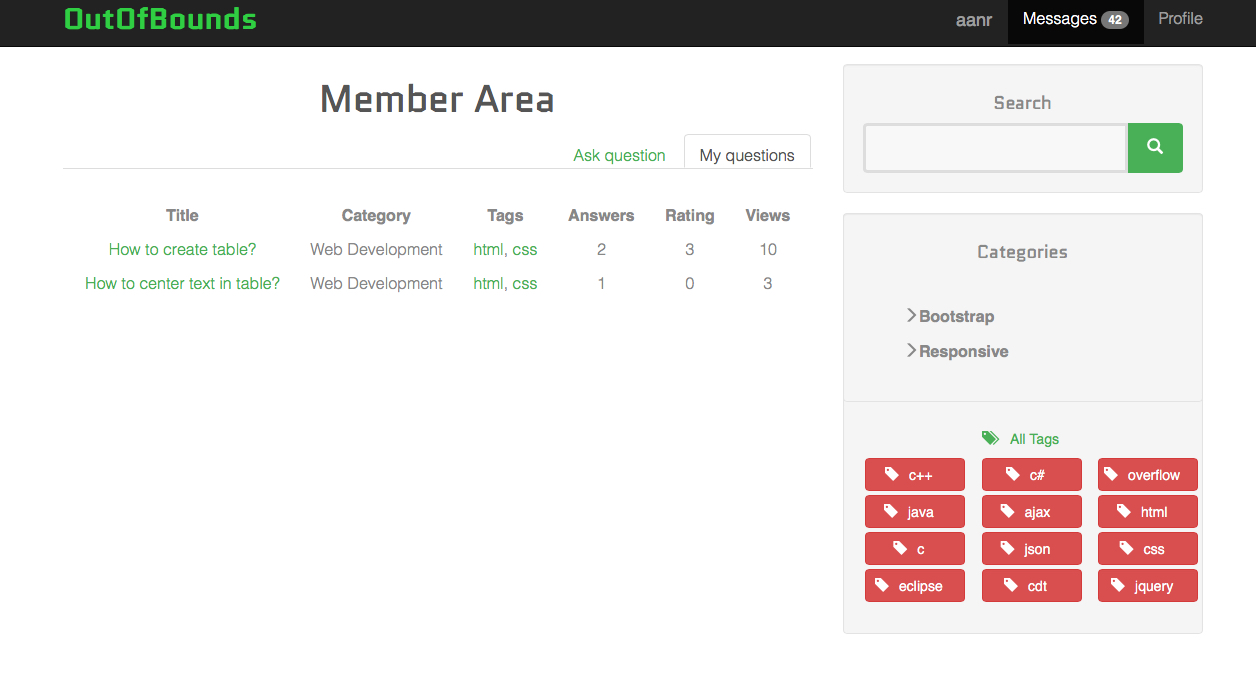 OutOfBounds
aanr Messages 42 Profile
Member Area
Ask question My questions
Title Category Tags Answers Rating Views
How to create table? Web Development html, css 2 3 10
How to center text in table? Web Development html, css 1 0 3
Search
Categories
Bootstrap
Responsive
All Tags
c++ c# overflow
java ajax html
c json css
eclipse cdt jquery